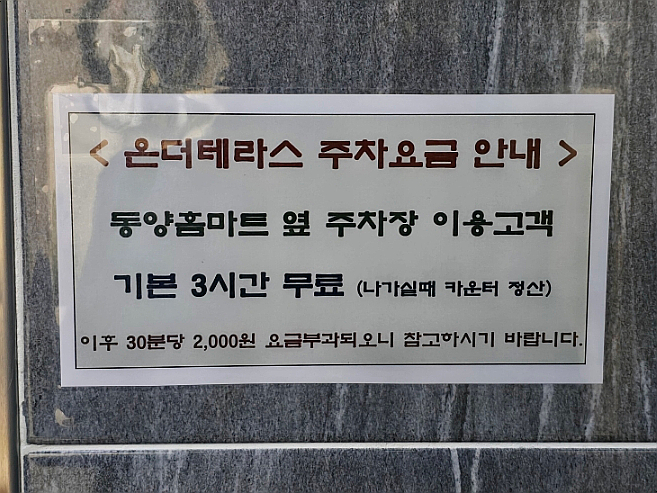 < 온더테라스 주차요금 안내 >
동양홈마트 옆 주차장 이용고객
기본 3시간 무료 (나가실때 카운터 정산)
이후 30분당 2,000원 요금부과되오니 참고하시기 바랍니다.